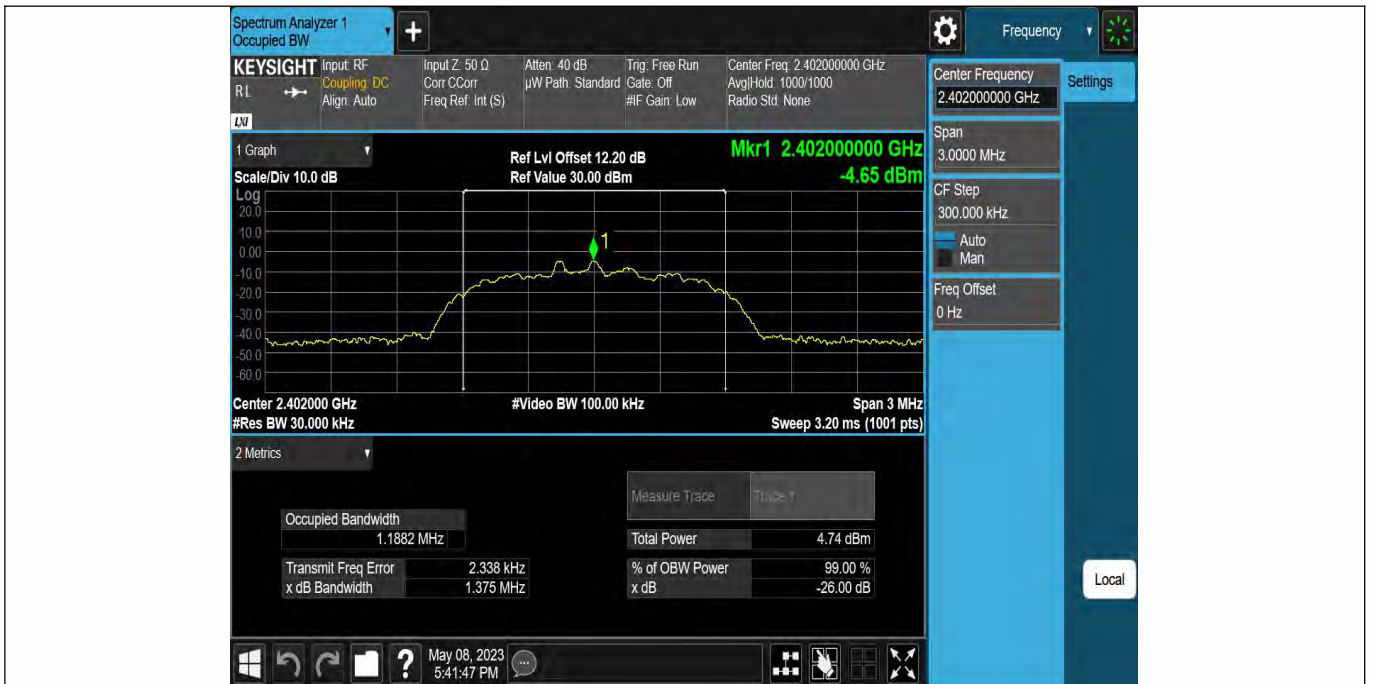 Spectrum Analyzer 1
Occupied BW
+
Frequency
KEYSIGHT
RL
LXI
Input: RF
Coupling: DC
Align: Auto
Input Z: 50 Ω
Corr CCorr
Freq Ref: Int (S)
Atten: 40 dB
µW Path: Standard
Trig: Free Run
Gate: Off
#IF Gain: Low
Center Freq: 2.402000000 GHz
Avg|Hold: 1000/1000
Radio Std: None
Center Frequency
2.402000000 GHz
Settings
Span
3.0000 MHz
CF Step
300.000 kHz
Auto
Man
Freq Offset
0 Hz
Local
1 Graph
Scale/Div 10.0 dB
Ref Lvl Offset 12.20 dB
Ref Value 30.00 dBm
Mkr1 2.402000000 GHz
-4.65 dBm
Log
20.0
10.0
0.00
-10.0
-20.0
-30.0
-40.0
-50.0
-60.0
1
Center 2.402000 GHz
#Video BW 100.00 kHz
Span 3 MHz
#Res BW 30.000 kHz
Sweep 3.20 ms (1001 pts)
2 Metrics
Measure Trace
Trace 1
Occupied Bandwidth
1.1882 MHz
Total Power 4.74 dBm
Transmit Freq Error 2.338 kHz
% of OBW Power 99.00 %
x dB Bandwidth 1.375 MHz
x dB -26.00 dB
?
May 08, 2023
5:41:47 PM